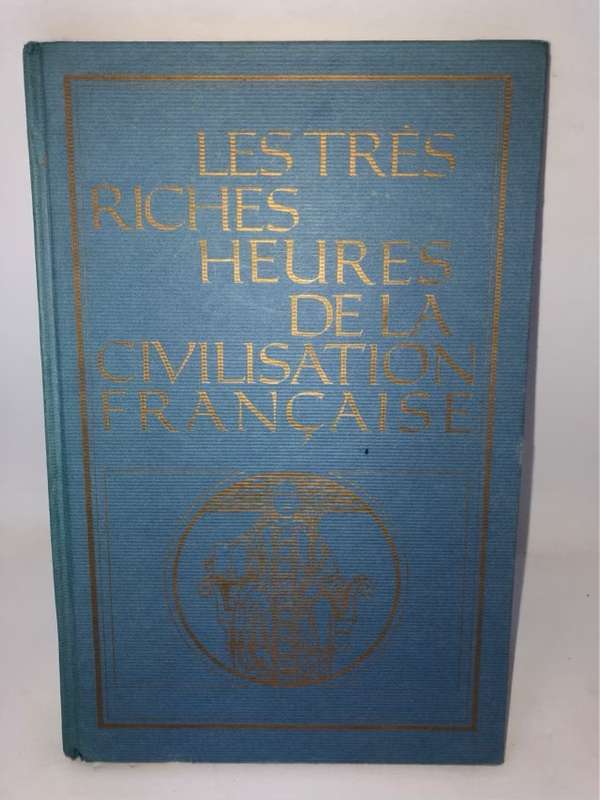 LES TRÈS
RICHES
HEURES
DE LA
CIVILISATION
FRANÇAISE